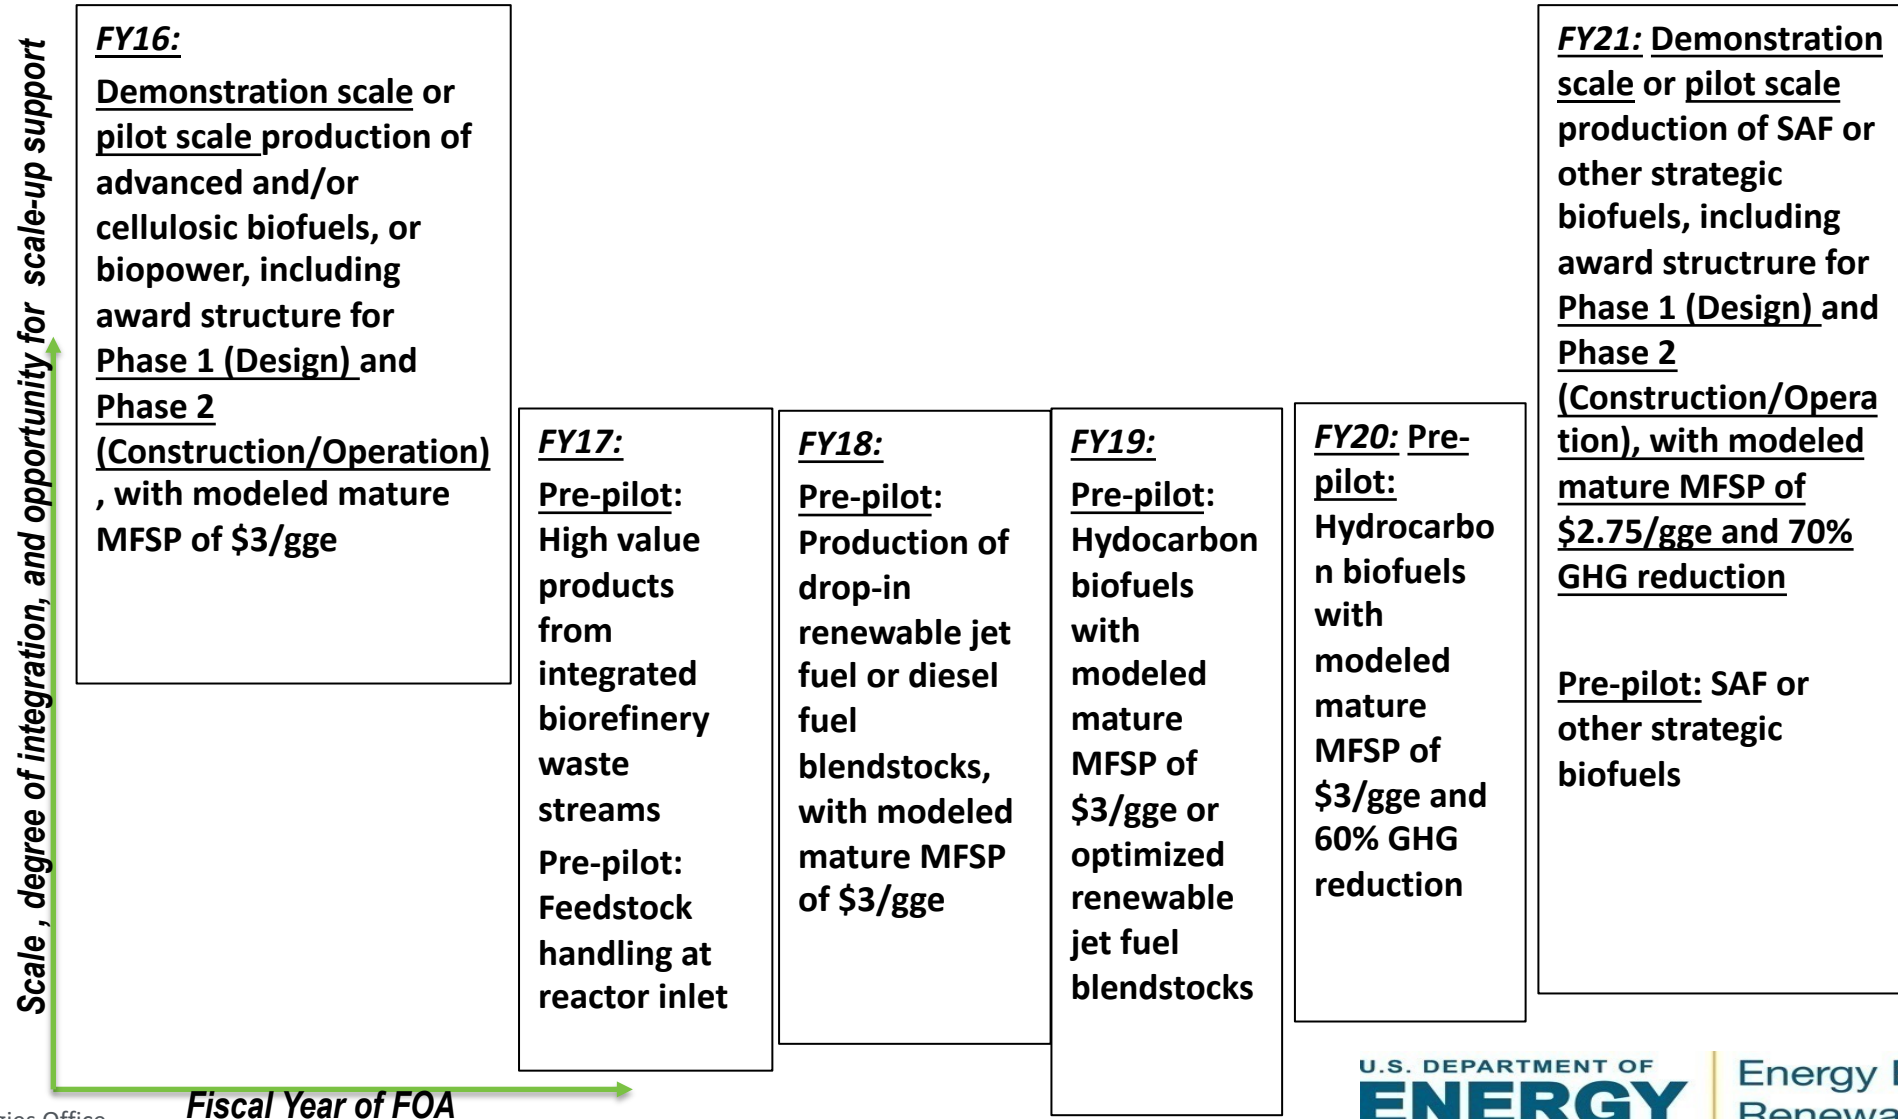 Scale , degree of integration, and opportunity for scale-up support
FY16:
Demonstration scale or
pilot scale production of
advanced and/or
cellulosic biofuels, or
biopower, including
award structure for
Phase 1 (Design) and
Phase 2
(Construction/Operation)
, with modeled mature
MFSP of $3/gge
FY17:
Pre-pilot:
High value
products
from
integrated
biorefinery
waste
streams
Pre-pilot:
Feedstock
handling at
reactor inlet
FY18:
Pre-pilot:
Production of
drop-in
renewable jet
fuel or diesel
fuel
blendstocks,
with modeled
mature MFSP
of $3/gge
FY19:
Pre-pilot:
Hydocarbon
biofuels
with
modeled
mature
MFSP of
$3/gge or
optimized
renewable
jet fuel
blendstocks
FY20: Pre-
pilot:
Hydrocarbo
n biofuels
with
modeled
mature
MFSP of
$3/gge and
60% GHG
reduction
FY21: Demonstration
scale or pilot scale
production of SAF or
other strategic
biofuels, including
award structrure for
Phase 1 (Design) and
Phase 2
(Construction/Opera
tion), with modeled
mature MFSP of
$2.75/gge and 70%
GHG reduction
Pre-pilot: SAF or
other strategic
biofuels
Fiscal Year of FOA
Office
U.S. DEPARTMENT OF
ENERGY
Energy